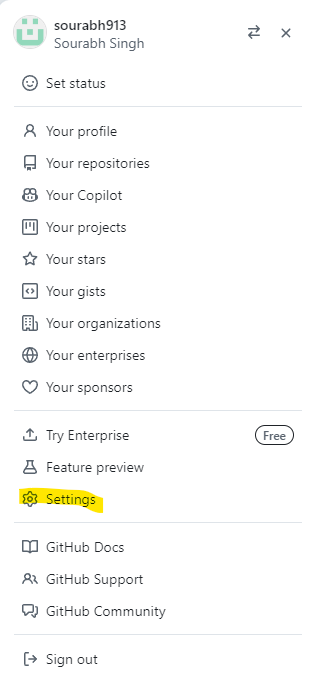 sourabh913
Sourabh Singh
Set status
Your profile
Your repositories
Your Copilot
Your projects
Your stars
Your gists
Your organizations
Your enterprises
Your sponsors
Try Enterprise Free
Feature preview
Settings
GitHub Docs
GitHub Support
GitHub Community
Sign out